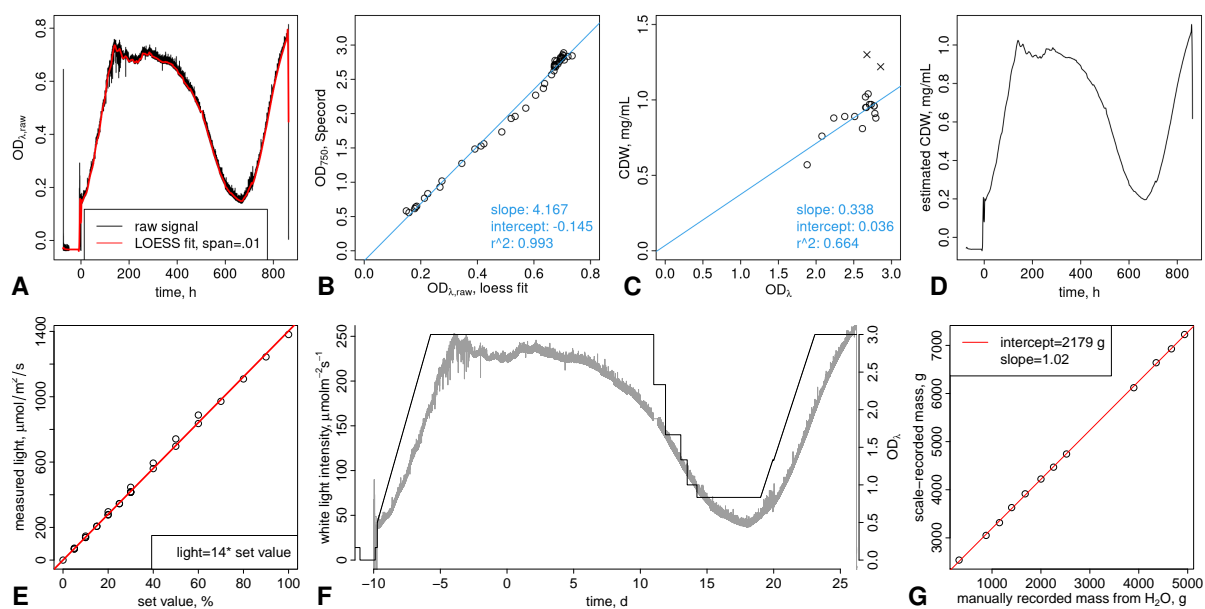 0.0 0.2 0.4 0.6 0.8
OD_λ,raw
raw signal
LOESS fit, span=.01
0 200 400 600 800
time, h
A
0.0 0.5 1.0 1.5 2.0 2.5 3.0
OD_750, Specord
slope: 4.167
intercept: -0.145
r^2: 0.993
0.0 0.2 0.4 0.6 0.8
OD_λ,raw, loess fit
B
0.0 0.5 1.0 1.5
CDW, mg/mL
slope: 0.338
intercept: 0.036
r^2: 0.664
0.0 0.5 1.0 1.5 2.0 2.5 3.0
OD_λ
C
0.0 0.2 0.4 0.6 0.8 1.0
estimated CDW, mg/mL
0 200 400 600 800
time, h
D
0 200 600 1000 1400
measured light, μmol/m²/s
light=14* set value
0 20 40 60 80 100
set value, %
E
0 50 100 150 200 250
white light intensity, μmolm⁻²s⁻¹
0.0 0.5 1.0 1.5 2.0 2.5 3.0
OD_λ
−10 −5 0 5 10 15 20 25
time, d
F
3000 4000 5000 6000 7000
scale−recorded mass, g
intercept=2179 g
slope=1.02
1000 2000 3000 4000 5000
manually recorded mass from H₂O, g
G